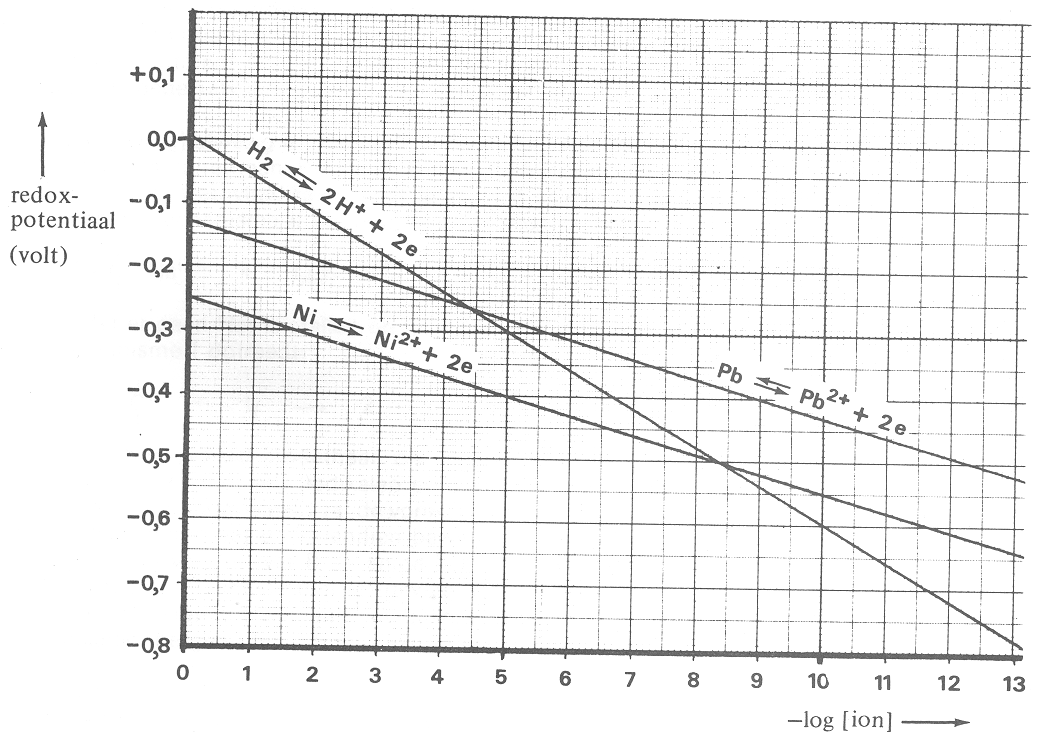 +0,1
0,0
redox-
potentiaal
(volt)
−0,1
−0,2
−0,3
−0,4
−0,5
−0,6
−0,7
−0,8
H₂ ⇌ 2H⁺ + 2e
Ni ⇌ Ni²⁺ + 2e
Pb ⇌ Pb²⁺ + 2e
0 1 2 3 4 5 6 7 8 9 10 11 12 13
−log [ion]